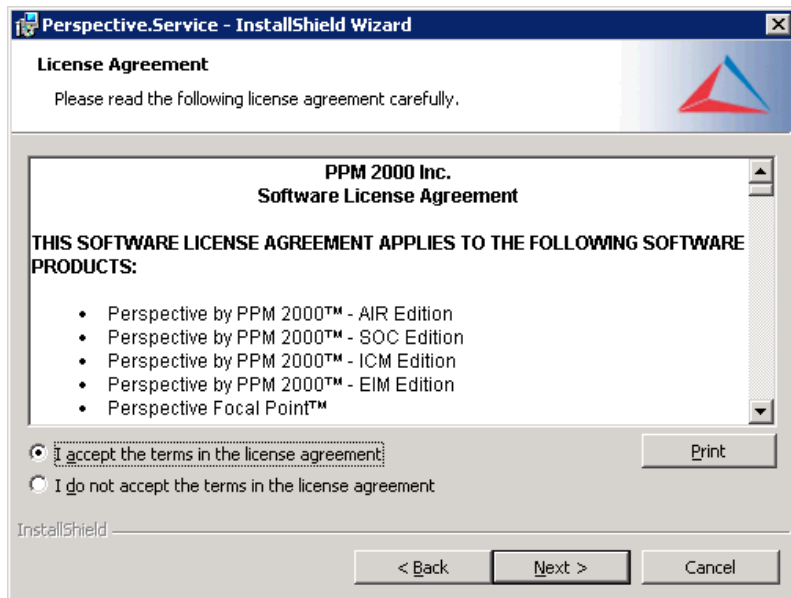 Perspective.Service - InstallShield Wizard
License Agreement
Please read the following license agreement carefully.
PPM 2000 Inc.
Software License Agreement
THIS SOFTWARE LICENSE AGREEMENT APPLIES TO THE FOLLOWING SOFTWARE
PRODUCTS:
• Perspective by PPM 2000™ - AIR Edition
• Perspective by PPM 2000™ - SOC Edition
• Perspective by PPM 2000™ - ICM Edition
• Perspective by PPM 2000™ - EIM Edition
• Perspective Focal Point™
I accept the terms in the license agreement
Print
I do not accept the terms in the license agreement
InstallShield
< Back
Next >
Cancel